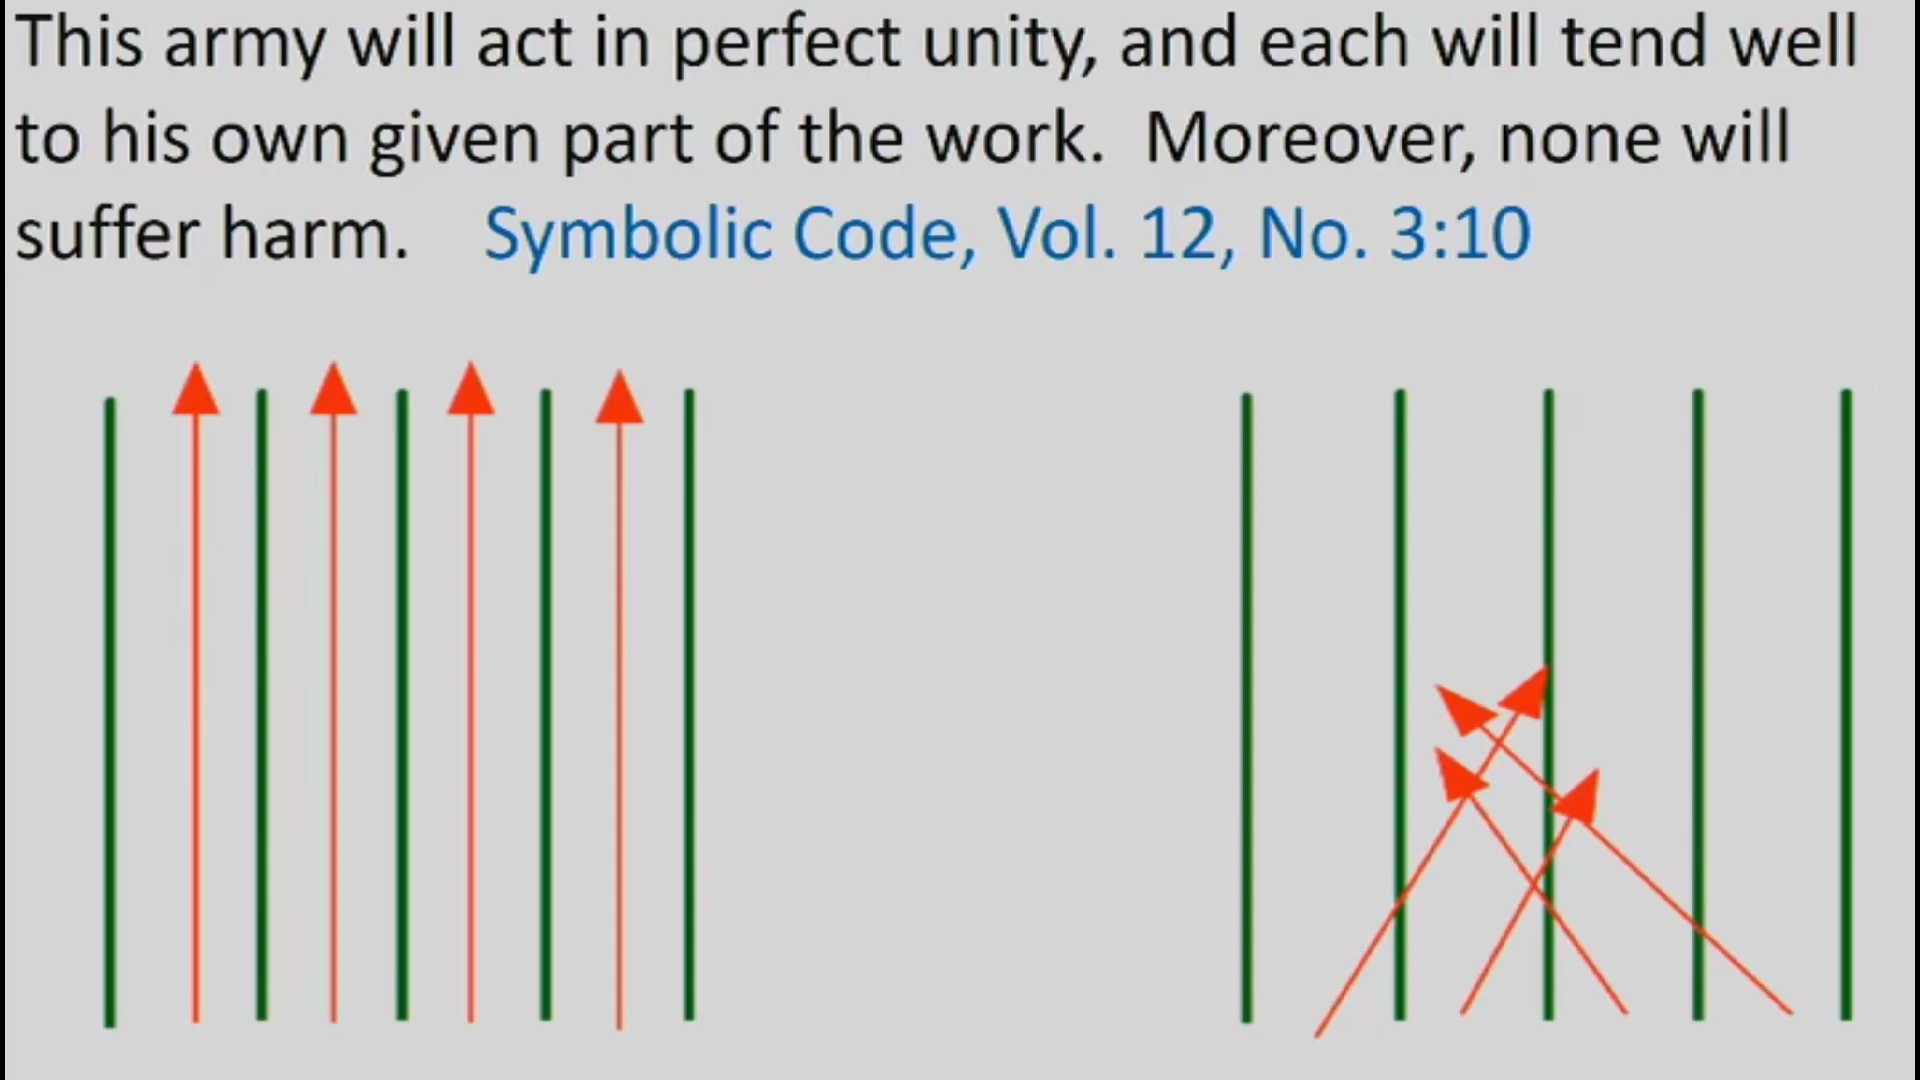 This army will act in perfect unity, and each will tend well
to his own given part of the work. Moreover, none will
suffer harm. Symbolic Code, Vol. 12, No. 3:10